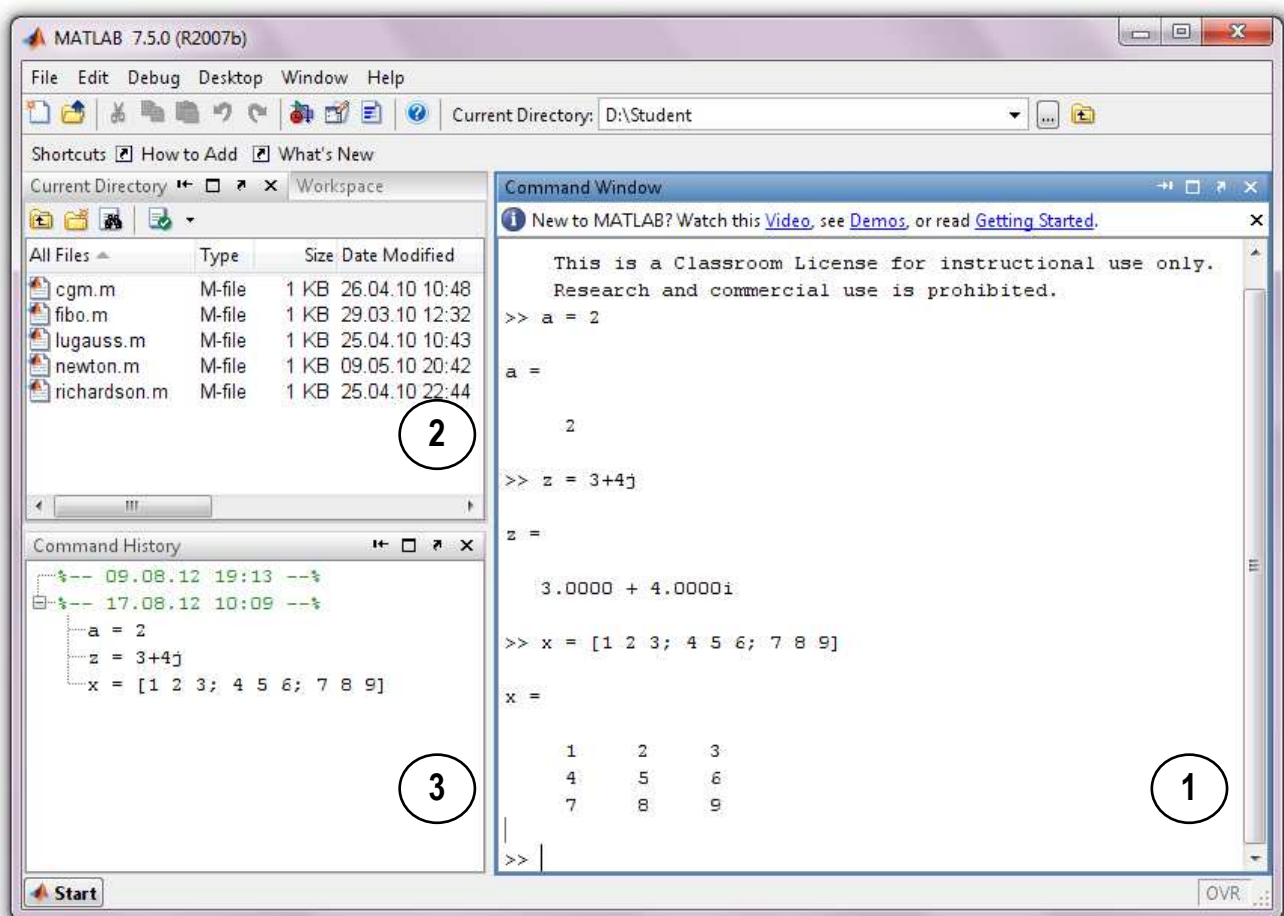 MATLAB 7.5.0 (R2007b)
File Edit Debug Desktop Window Help
Current Directory: D:\Student
...
Shortcuts How to Add What's New
Current Directory Workspace
All Files Type Size Date Modified
cgm.m M-file 1 KB 26.04.10 10:48
fibo.m M-file 1 KB 29.03.10 12:32
lugauss.m M-file 1 KB 25.04.10 10:43
newton.m M-file 1 KB 09.05.10 20:42
richardson.m M-file 1 KB 25.04.10 22:44
2
Command History
%-- 09.08.12 19:13 --%
%-- 17.08.12 10:09 --%
a = 2
z = 3+4j
x = [1 2 3; 4 5 6; 7 8 9]
3
Command Window
New to MATLAB? Watch this Video, see Demos, or read Getting Started.
This is a Classroom License for instructional use only.
Research and commercial use is prohibited.
>> a = 2
a =
2
>> z = 3+4j
z =
3.0000 + 4.0000i
>> x = [1 2 3; 4 5 6; 7 8 9]
x =
1 2 3
4 5 6
7 8 9
>>
1
Start
OVR